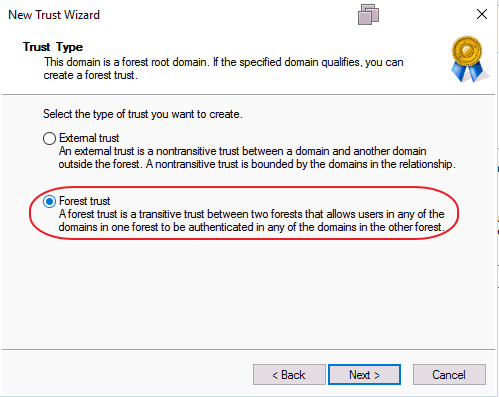 New Trust Wizard
Trust Type
This domain is a forest root domain. If the specified domain qualifies, you can
create a forest trust.
Select the type of trust you want to create.
External trust
An external trust is a nontransitive trust between a domain and another domain
outside the forest. A nontransitive trust is bounded by the domains in the relationship.
Forest trust
A forest trust is a transitive trust between two forests that allows users in any of the
domains in one forest to be authenticated in any of the domains in the other forest.
< Back Next > Cancel